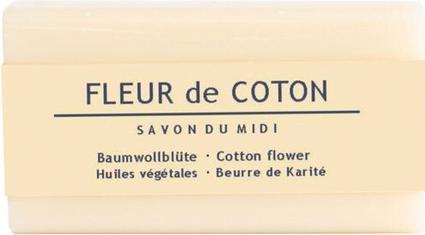 FLEUR de COTON
SAVON DU MIDI
Baumwollblüte · Cotton flower
Huiles végétales · Beurre de Karité